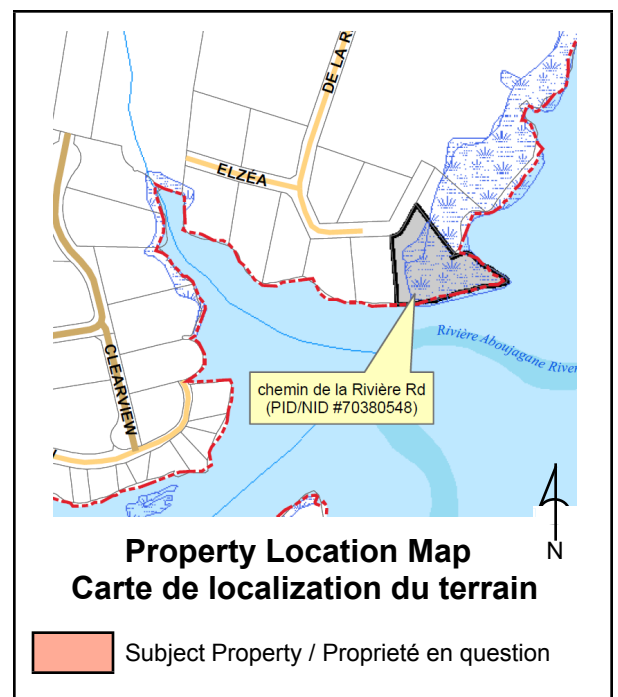 DE LA R
ELZÉA
CLEARVIEW
Rivière Aboujagane River
chemin de la Rivière Rd
(PID/NID #70380548)
N
Property Location Map
Carte de localization du terrain
Subject Property / Proprieté en question